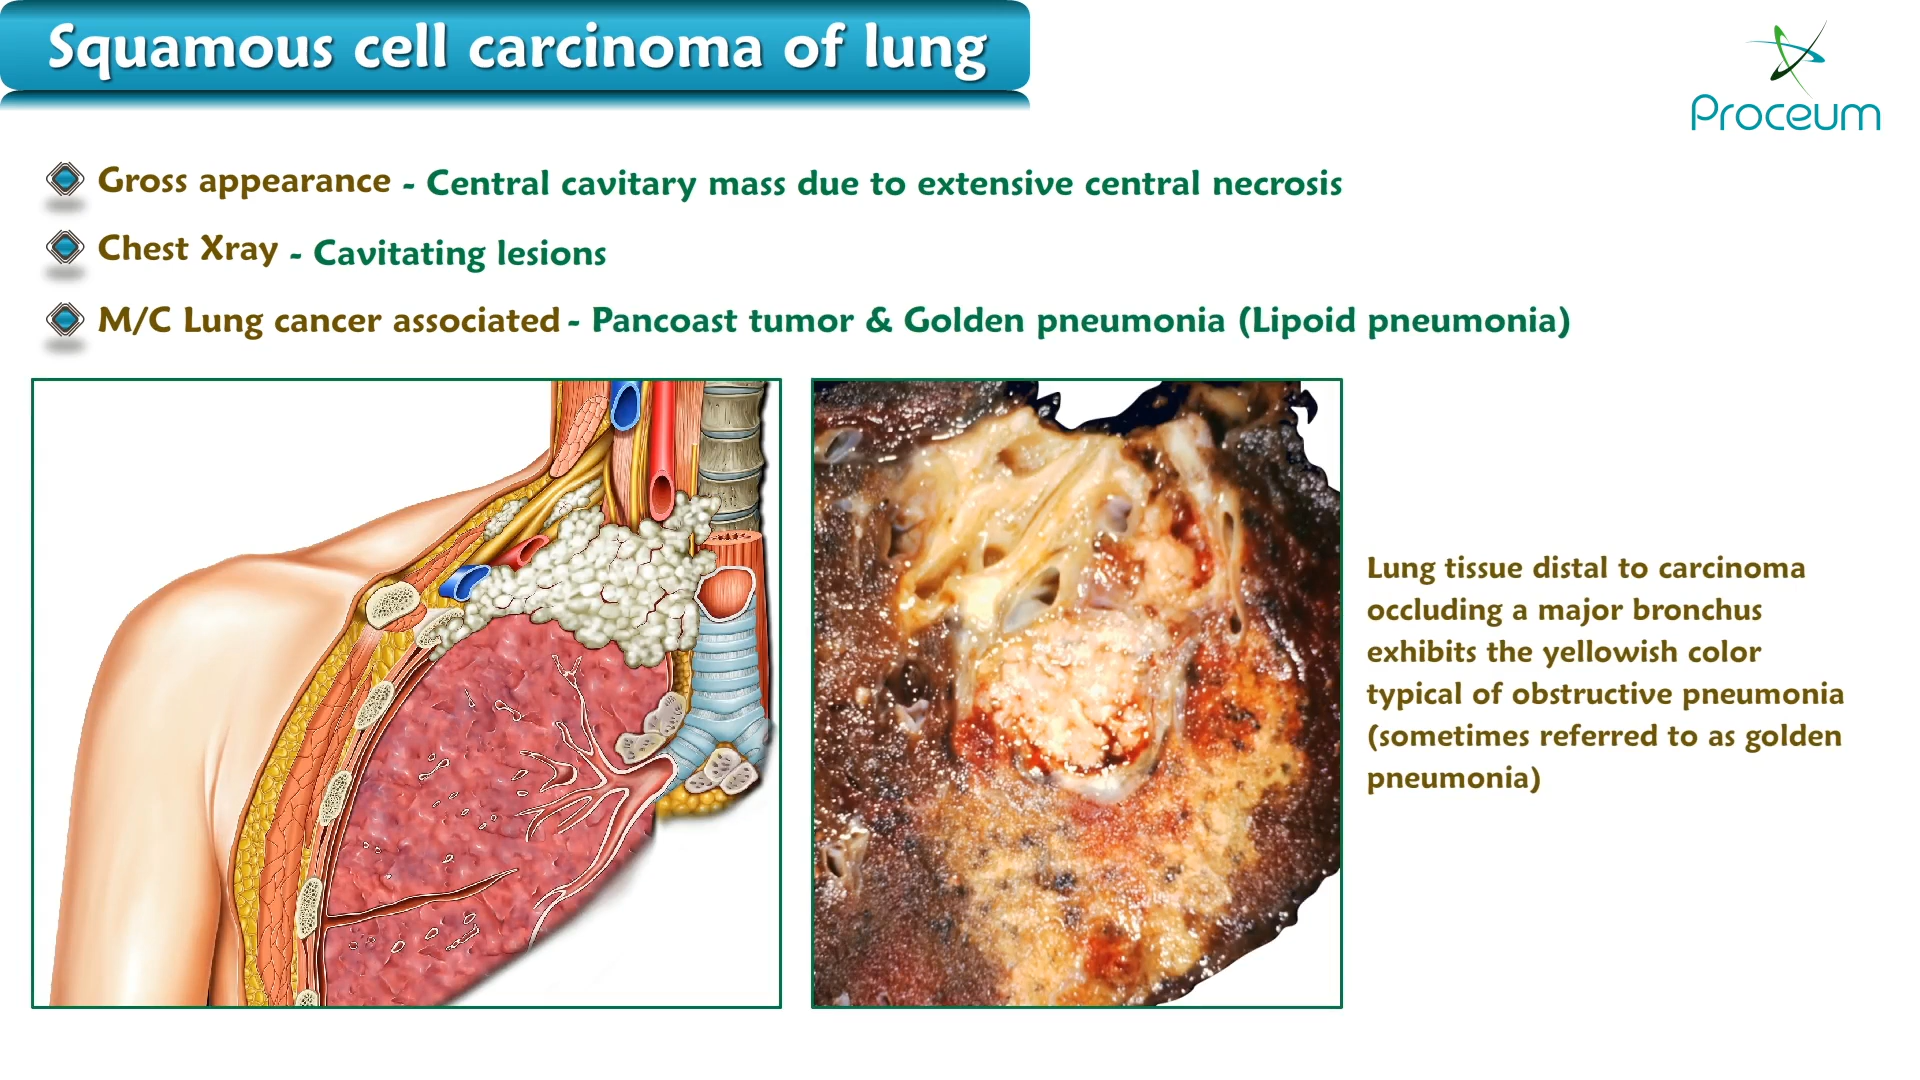 Squamous cell carcinoma of lung
Proceum
Gross appearance - Central cavitary mass due to extensive central necrosis
Chest Xray - Cavitating lesions
M/C Lung cancer associated - Pancoast tumor & Golden pneumonia (Lipoid pneumonia)
Lung tissue distal to carcinoma
occluding a major bronchus
exhibits the yellowish color
typical of obstructive pneumonia
(sometimes referred to as golden
pneumonia)